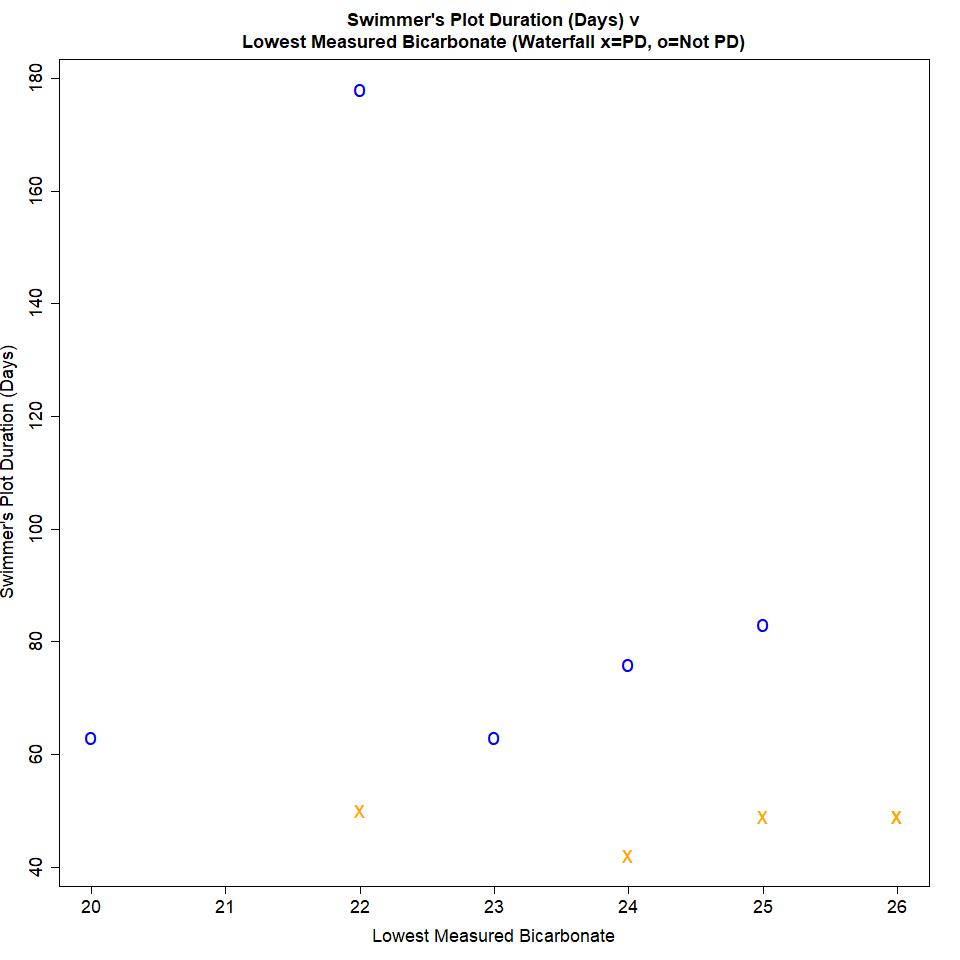 Swimmer's Plot Duration (Days) v
Lowest Measured Bicarbonate (Waterfall x=PD, o=Not PD)
Swimmer's Plot Duration (Days)
180
160
140
120
100
80
60
40
o
o
o
o
o
x
x
x
x
20 21 22 23 24 25 26
Lowest Measured Bicarbonate